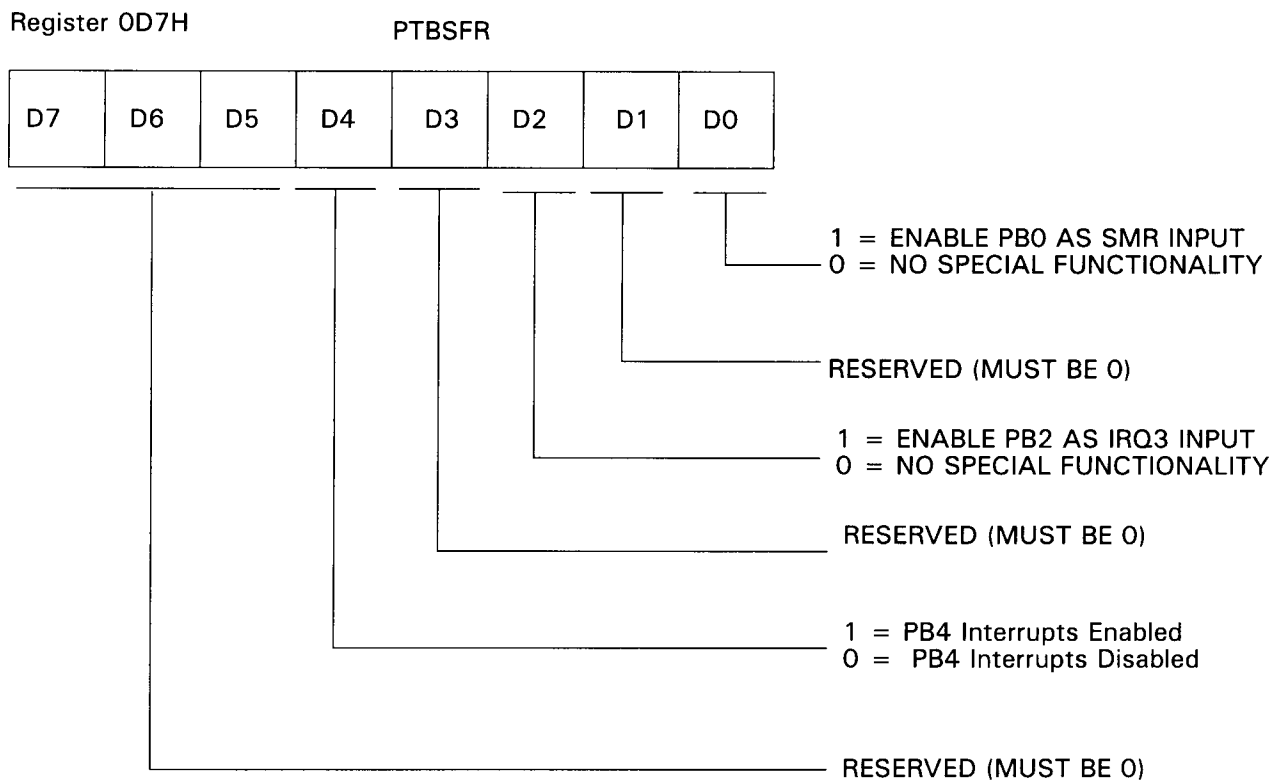 Register 0D7H
PTBSFR
D7 D6 D5 D4 D3 D2 D1 D0
1 = ENABLE PB0 AS SMR INPUT
0 = NO SPECIAL FUNCTIONALITY
RESERVED (MUST BE 0)
1 = ENABLE PB2 AS IRQ3 INPUT
0 = NO SPECIAL FUNCTIONALITY
RESERVED (MUST BE 0)
1 = PB4 Interrupts Enabled
0 = PB4 Interrupts Disabled
RESERVED (MUST BE 0)